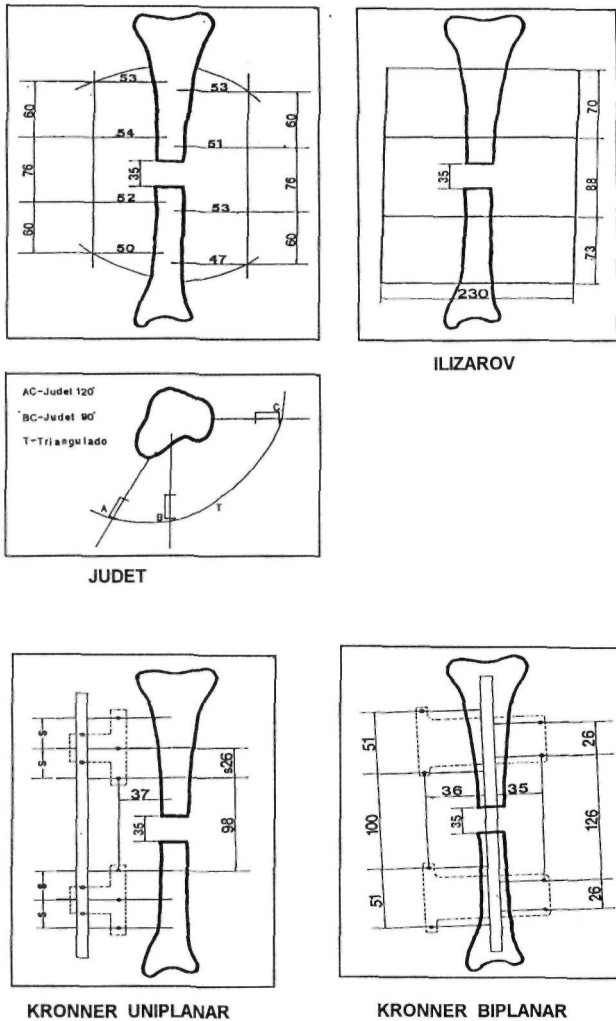 53
53
60
60
54
51
76
35
76
52
53
60
60
50
47
70
35
88
73
230
ILIZAROV
AC-Judet 120°
BC-Judet 90°
T-Triangulado
A
B
C
T
JUDET
s
s
s26
37
35
98
s
s
KRONNER UNIPLANAR
51
26
36
35
100
35
126
51
26
KRONNER BIPLANAR